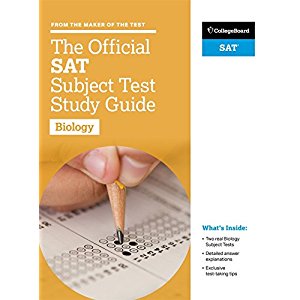 FROM THE MAKER OF THE TEST
CollegeBoard
SAT
The Official
SAT
Subject Test
Study Guide
Biology
What's Inside:
• Two real Biology
Subject Tests
• Detailed answer
explanations
• Exclusive
test-taking tips